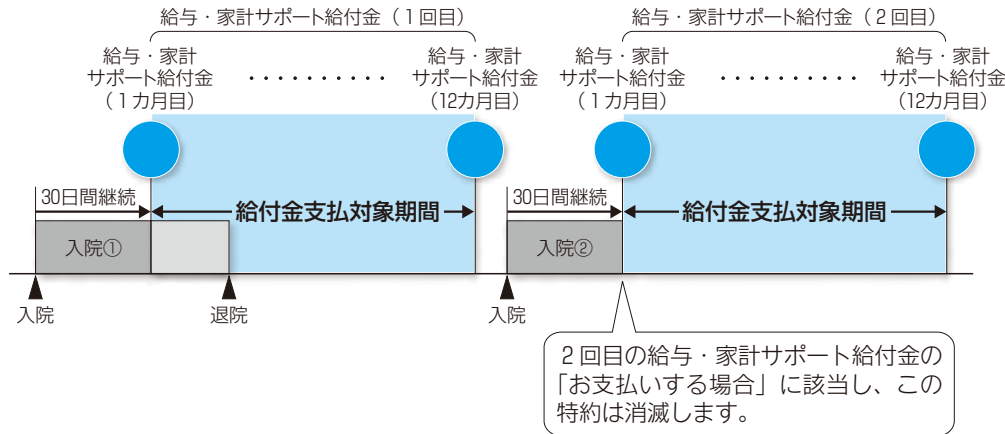 給与・家計サポート給付金(1回目)
給与・家計サポート給付金(2回目)
給与・家計
サポート給付金
(1カ月目)
・・・・・・・・・・
給与・家計
サポート給付金
(12カ月目)
給与・家計
サポート給付金
(1カ月目)
・・・・・・・・・・
給与・家計
サポート給付金
(12カ月目)
30日間継続
給付金支払対象期間
30日間継続
給付金支払対象期間
入院①
入院②
入院
退院
入院
2回目の給与・家計サポート給付金の
「お支払いする場合」に該当し、この
特約は消滅します。